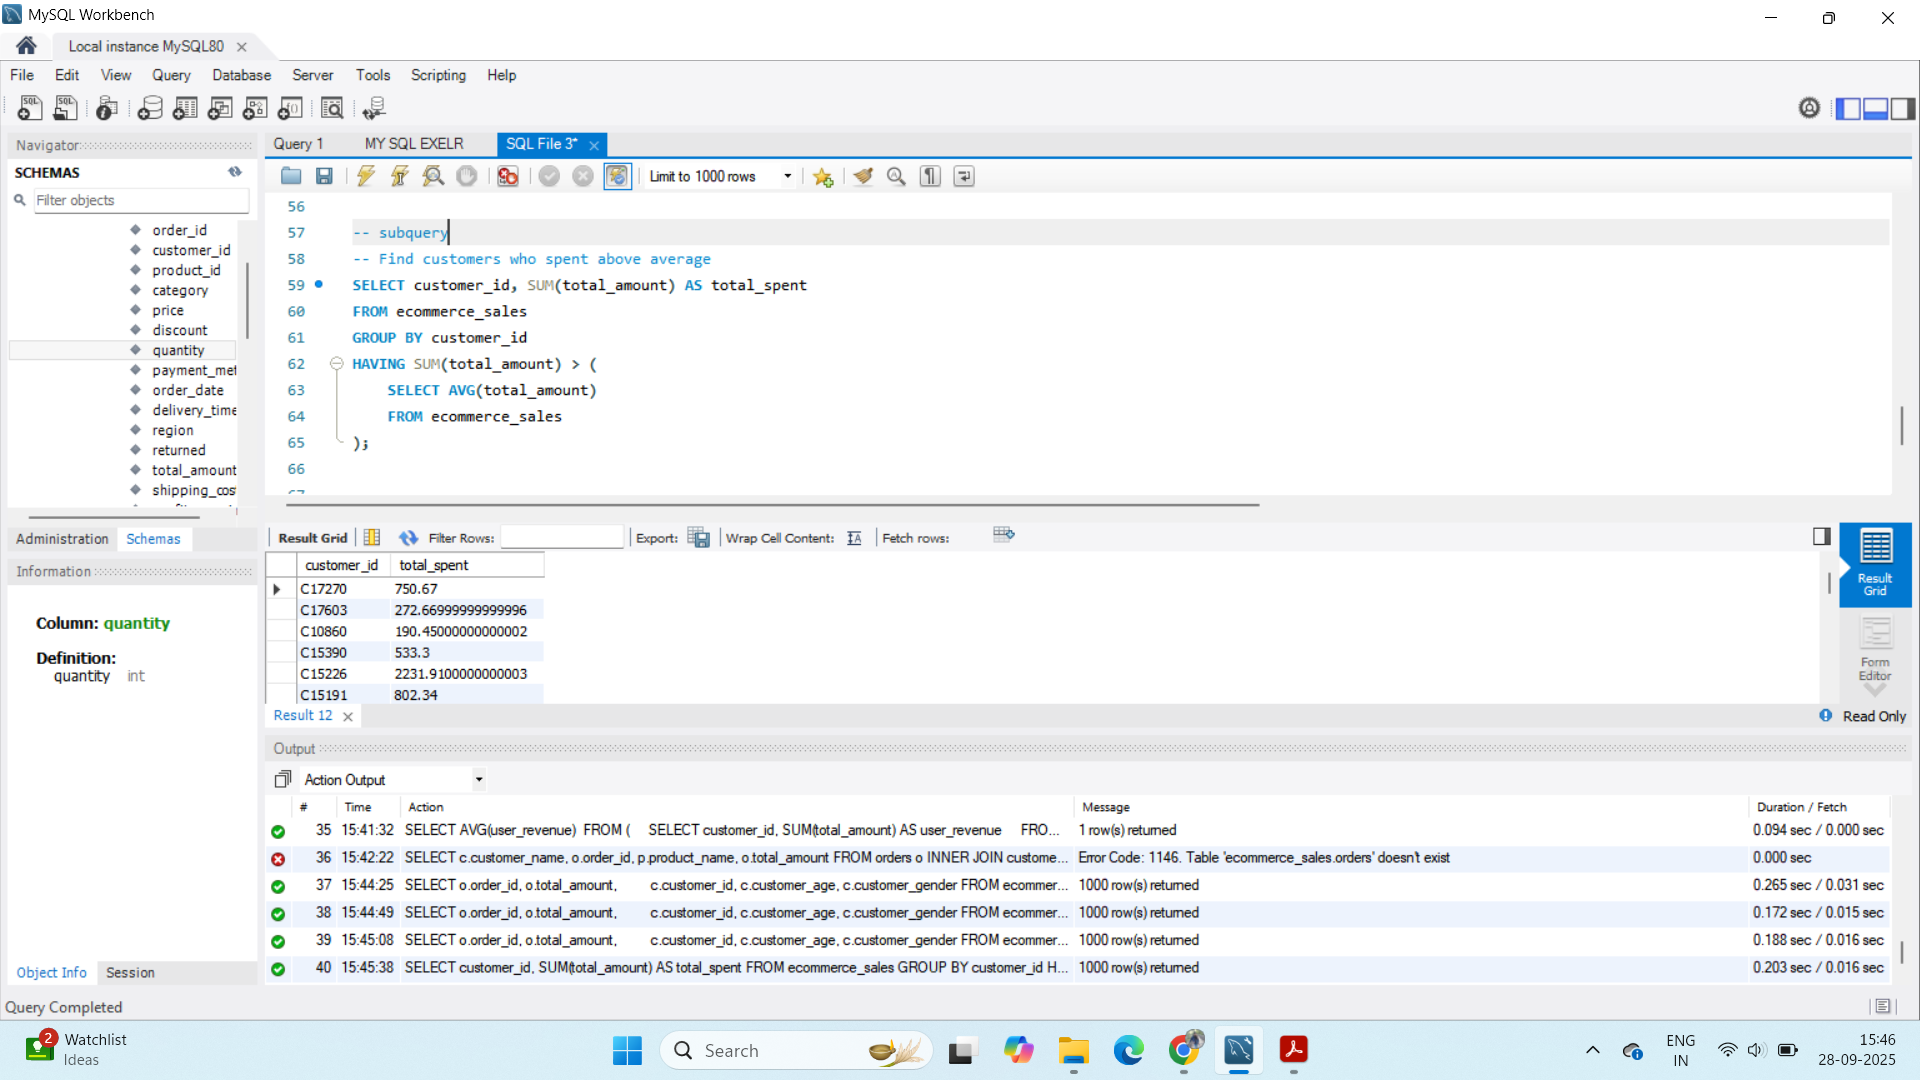 MySQL Workbench
Local instance MySQL80
File Edit View Query Database Server Tools Scripting Help
Navigator
SCHEMAS
Filter objects
order_id
customer_id
product_id
category
price
discount
quantity
payment_met
order_date
delivery_time
region
returned
total_amount
shipping_cos
Administration Schemas
Information
Column: quantity
Definition:
quantity int
Object Info Session
Query Completed
Query 1 MY SQL EXELR SQL File 3*
Limit to 1000 rows
56
57 -- subquery
58 -- Find customers who spent above average
59 SELECT customer_id, SUM(total_amount) AS total_spent
60 FROM ecommerce_sales
61 GROUP BY customer_id
62 HAVING SUM(total_amount) > (
63 SELECT AVG(total_amount)
64 FROM ecommerce_sales
65 );
66
67
Result Grid Filter Rows: Export: Wrap Cell Content: Fetch rows:
customer_id total_spent
C17270 750.67
C17603 272.66999999999996
C10860 190.45000000000002
C15390 533.3
C15226 2231.9100000000003
C15191 802.34
Result 12
Result Grid
Form Editor
Read Only
Output
Action Output
# Time Action Message Duration / Fetch
35 15:41:32 SELECT AVG(user_revenue) FROM ( SELECT customer_id, SUM(total_amount) AS user_revenue FRO... 1 row(s) returned 0.094 sec / 0.000 sec
36 15:42:22 SELECT c.customer_name, o.order_id, p.product_name, o.total_amount FROM orders o INNER JOIN custome... Error Code: 1146. Table 'ecommerce_sales.orders' doesn't exist 0.000 sec
37 15:44:25 SELECT o.order_id, o.total_amount, c.customer_id, c.customer_age, c.customer_gender FROM ecommer... 1000 row(s) returned 0.265 sec / 0.031 sec
38 15:44:49 SELECT o.order_id, o.total_amount, c.customer_id, c.customer_age, c.customer_gender FROM ecommer... 1000 row(s) returned 0.172 sec / 0.015 sec
39 15:45:08 SELECT o.order_id, o.total_amount, c.customer_id, c.customer_age, c.customer_gender FROM ecommer... 1000 row(s) returned 0.188 sec / 0.016 sec
40 15:45:38 SELECT customer_id, SUM(total_amount) AS total_spent FROM ecommerce_sales GROUP BY customer_id H... 1000 row(s) returned 0.203 sec / 0.016 sec
2
Watchlist
Ideas
Search
ENG
IN
15:46
28-09-2025